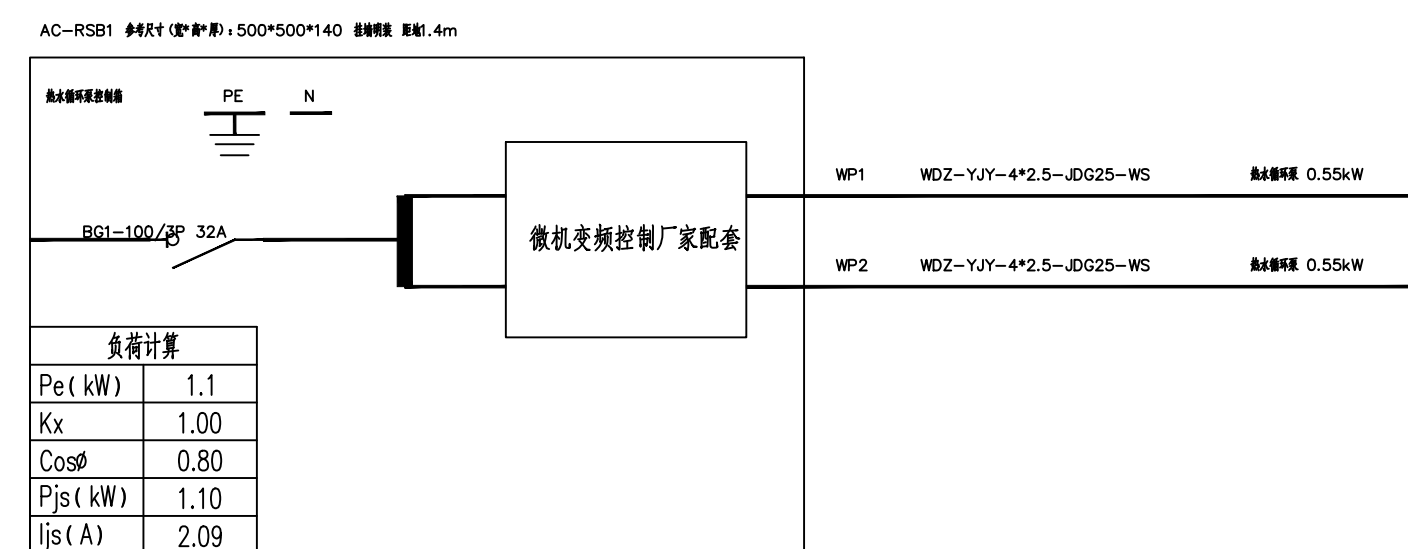 AC-RSB1 参考尺寸(宽*高*厚):500*500*140 挂墙明装 距地1.4m
热水循环泵控制箱
PE N
WP1 WDZ-YJY-4*2.5-JDG25-WS 热水循环泵 0.55kW
BG1-100/3P 32A
微机变频控制厂家配套
WP2 WDZ-YJY-4*2.5-JDG25-WS 热水循环泵 0.55kW
负荷计算
Pe(kW) 1.1
Kx 1.00
Cosø 0.80
Pjs(kW) 1.10
Ijs(A) 2.09